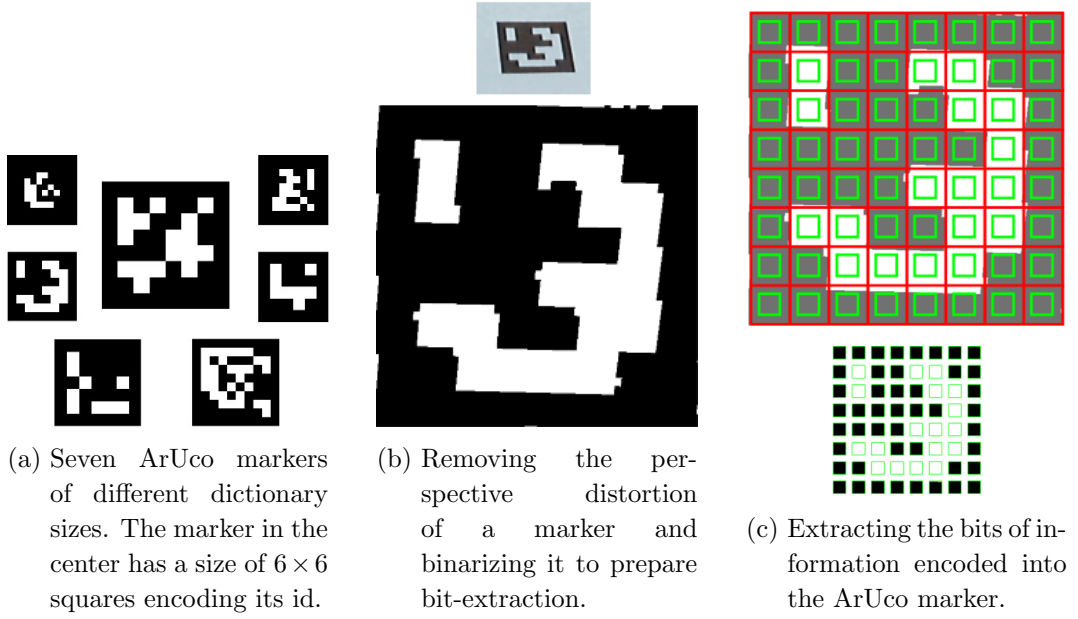 (a) Seven ArUco markers
of different dictionary
sizes. The marker in the
center has a size of 6 × 6
squares encoding its id.
(b) Removing the per-
spective distortion
of a marker and
binarizing it to prepare
bit-extraction.
(c) Extracting the bits of in-
formation encoded into
the ArUco marker.